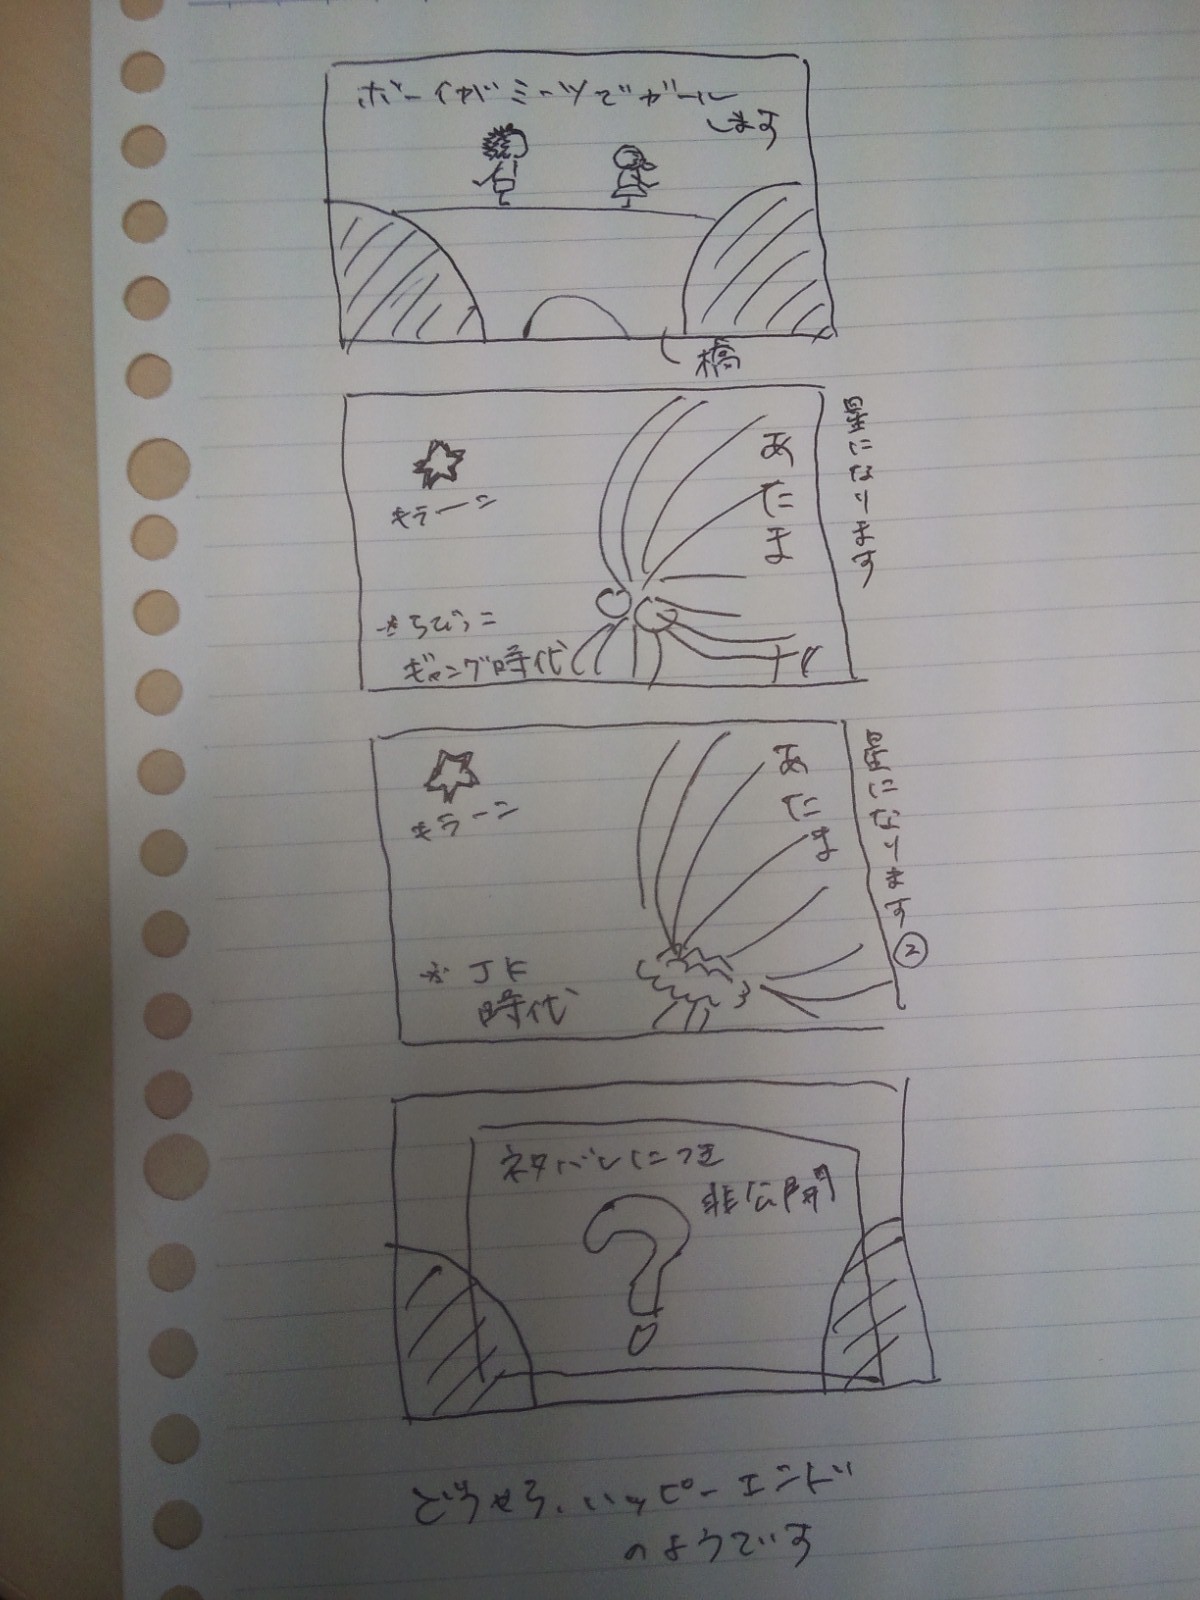 ボーイがミーツでガール
します
橋
星になります
あたま
キラーン
※ちびっこ
ギャング時代
星になります②
あたま
キラーン
※JK
時代
ネタバレにつき
非公開
?
どうやら、ハッピーエンド
のようです